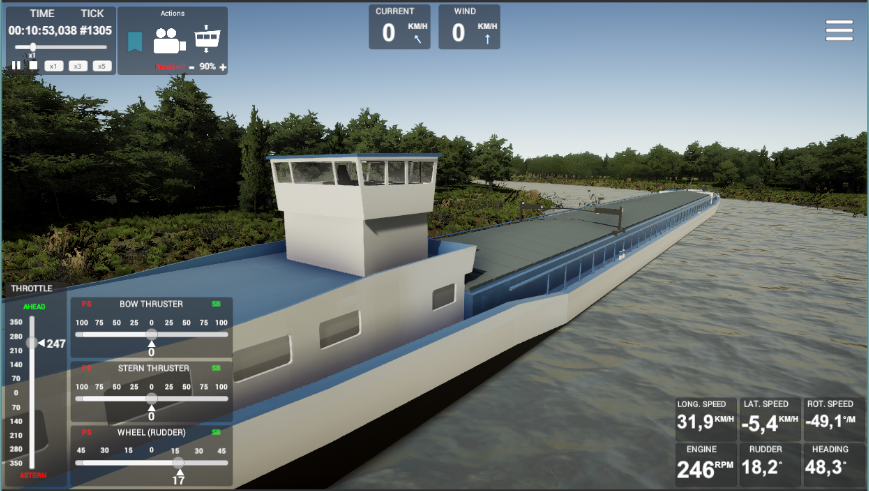 TIME TICK
00:10:53,038 #1305
x1
x1 x3 x5
Actions
- 90% +
CURRENT
0 KM/H
WIND
0 KM/H
THROTTLE
AHEAD
350
280
210
140
70
0
70
140
210
280
350
247
ASTERN
PS BOW THRUSTER SB
100 75 50 25 0 25 50 75 100
0
PS STERN THRUSTER SB
100 75 50 25 0 25 50 75 100
0
PS WHEEL (RUDDER) SB
45 30 15 0 15 30 45
17
LONG. SPEED LAT. SPEED ROT. SPEED
31,9 KM/H -5,4 KM/H -49,1 °/M
ENGINE RUDDER HEADING
246 RPM 18,2° 48,3°